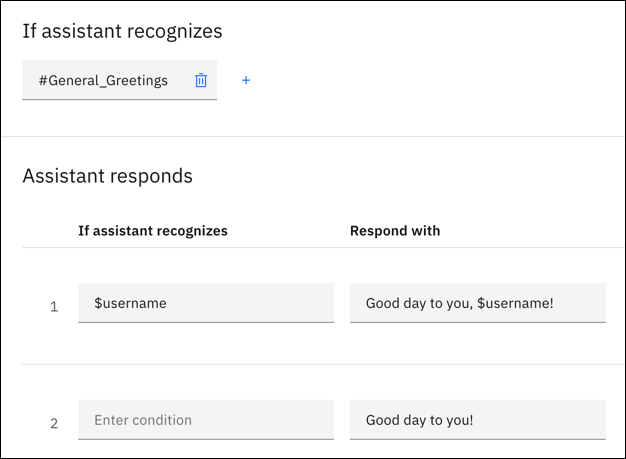 If assistant recognizes
#General_Greetings
+
Assistant responds
If assistant recognizes Respond with
1 $username Good day to you, $username!
2 Enter condition Good day to you!